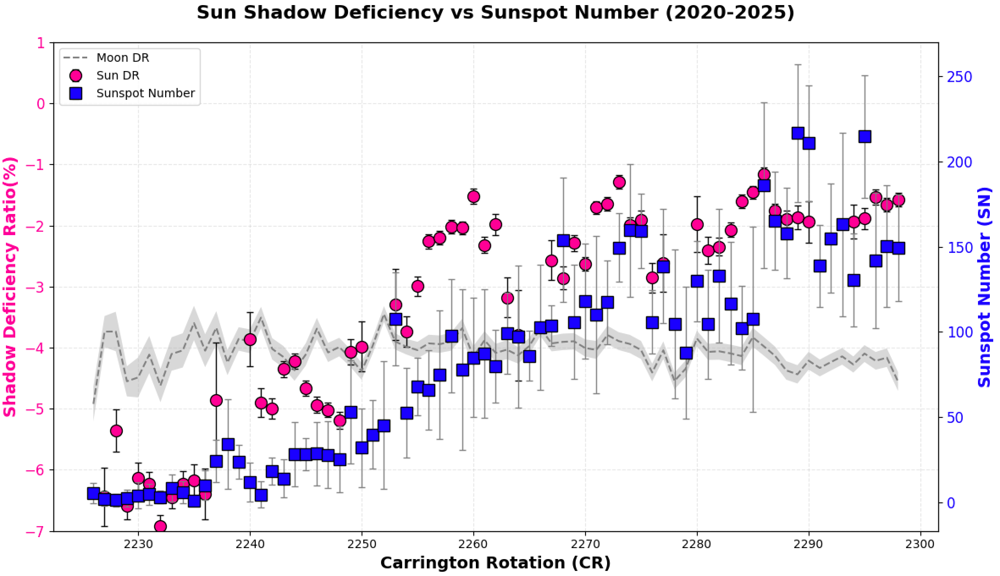 Sun Shadow Deficiency vs Sunspot Number (2020-2025)
Moon DR
Sun DR
Sunspot Number
Shadow Deficiency Ratio(%)
1
0
−1
−2
−3
−4
−5
−6
−7
250
200
150
100
50
0
Sunspot Number (SN)
2230 2240 2250 2260 2270 2280 2290 2300
Carrington Rotation (CR)